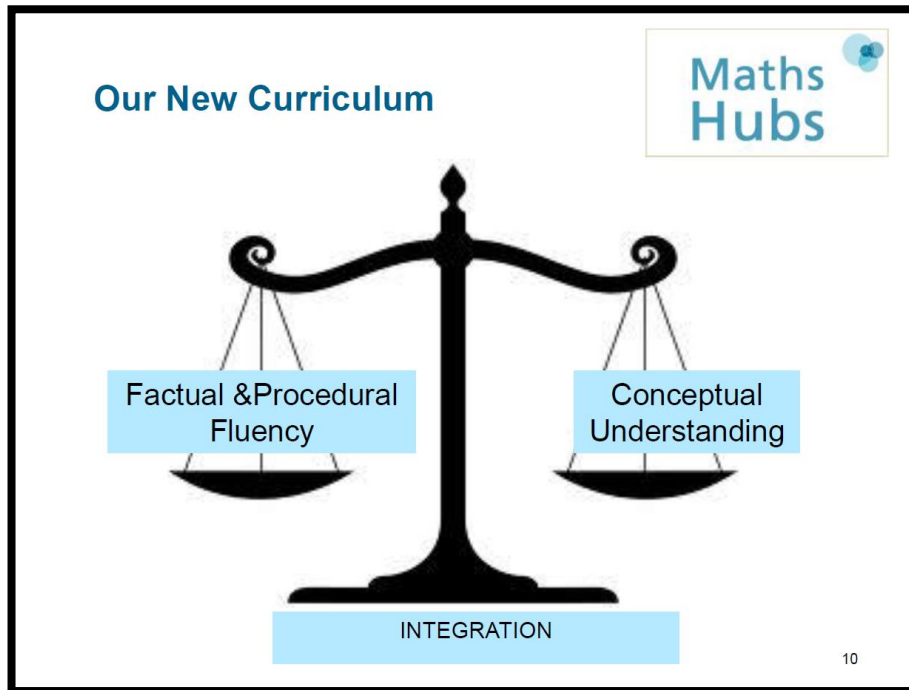 Our New Curriculum
Maths
Hubs
Factual &Procedural
Fluency
Conceptual
Understanding
INTEGRATION
10